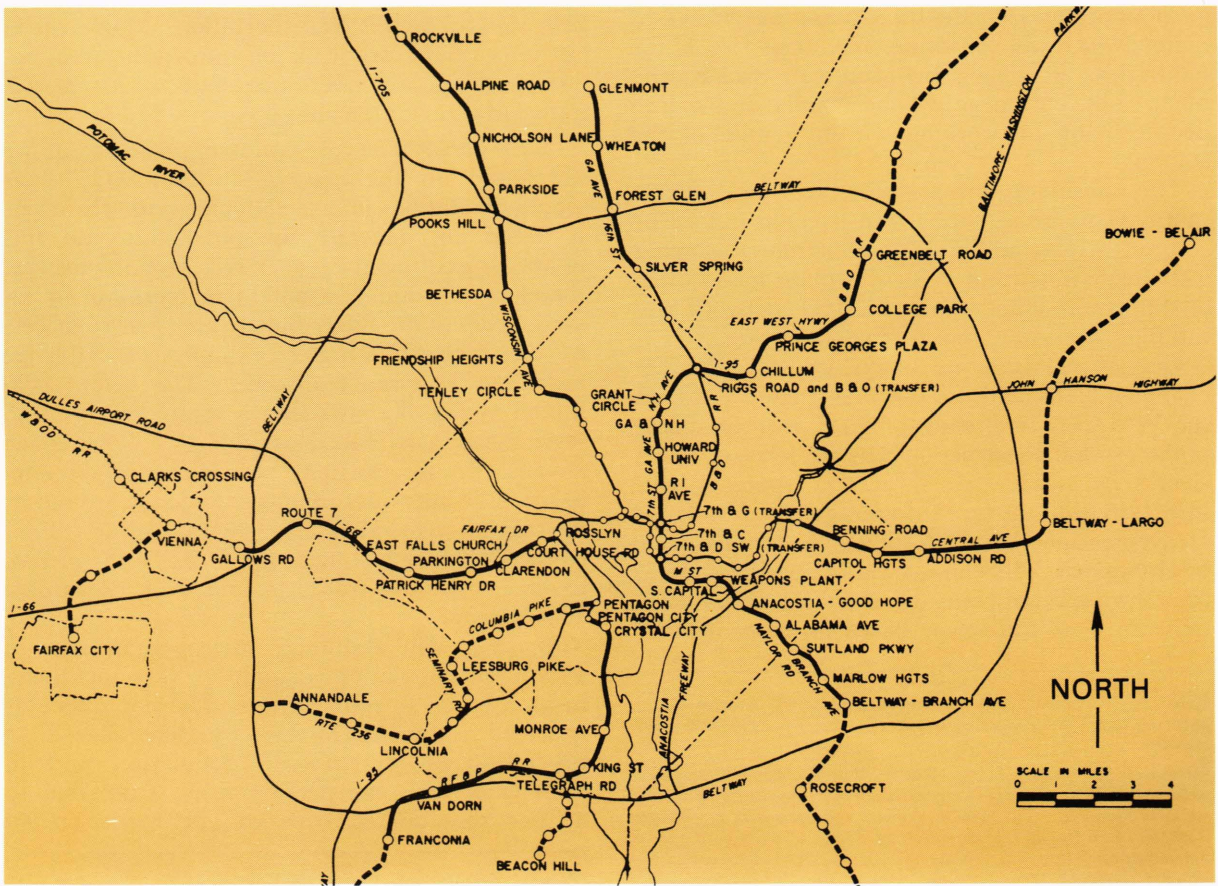 ROCKVILLE
HALPINE ROAD
GLENMONT
I-705
NICHOLSON LANE
WHEATON
GA AVE
POTOMAC
RIVER
PARKSIDE
FOREST GLEN
BELTWAY
16th ST
POOKS HILL
BALTIMORE - WASHINGTON
PARKWAY
BOWIE - BELAIR
SILVER SPRING
GREENBELT ROAD
B & O RR
BETHESDA
WISCONSIN AVE
COLLEGE PARK
EAST WEST HYWY
PRINCE GEORGES PLAZA
FRIENDSHIP HEIGHTS
I-95
CHILLUM
TENLEY CIRCLE
RIGGS ROAD and B & O (TRANSFER)
JOHN HANSON HIGHWAY
GRANT
CIRCLE
NH AVE
GA & NH
DULLES AIRPORT ROAD
BELTWAY
W & O D
RR
HOWARD
UNIV
7th ST GA AVE
B & O RR
CLARKS CROSSING
R I
AVE
ROUTE 7
I-66
FAIRFAX DR
ROSSLYN
7th & G (TRANSFER)
7th & C
7th & D SW (TRANSFER)
BENNING ROAD
BELTWAY-LARGO
CENTRAL AVE
VIENNA
GALLOWS RD
EAST FALLS CHURCH
COURT HOUSE RD
PARKINGTON
CLARENDON
PATRICK HENRY DR
CAPITOL HGTS
ADDISON RD
M ST
S. CAPITAL
WEAPONS PLANT
I-66
COLUMBIA PIKE
PENTAGON
PENTAGON CITY
CRYSTAL CITY
ANACOSTIA-GOOD HOPE
ALABAMA AVE
FAIRFAX CITY
SUITLAND PKWY
NAYLOR RD
BRANCH AVE
LEESBURG PIKE
SEMINARY RD
MARLOW HGTS
ANACOSTIA FREEWAY
BELTWAY - BRANCH AVE
NORTH
ANNANDALE
RTE 236
MONROE AVE
LINCOLNIA
I-95
R F & P RR
KING ST
TELEGRAPH RD
BELTWAY
ROSECROFT
SCALE IN MILES
0 1 2 3 4
VAN DORN
FRANCONIA
BEACON HILL